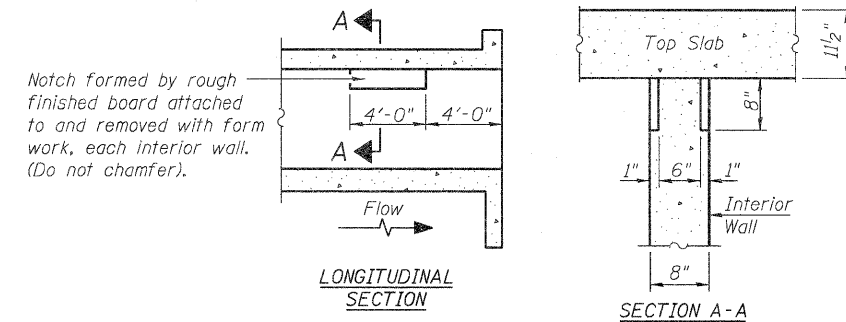 A
Notch formed by rough
finished board attached
to and removed with form
work, each interior wall.
(Do not chamfer).
4'-0" 4'-0"
A
Flow
LONGITUDINAL
SECTION
Top Slab
11½"
8"
1" 6" 1"
Interior
Wall
8"
SECTION A-A